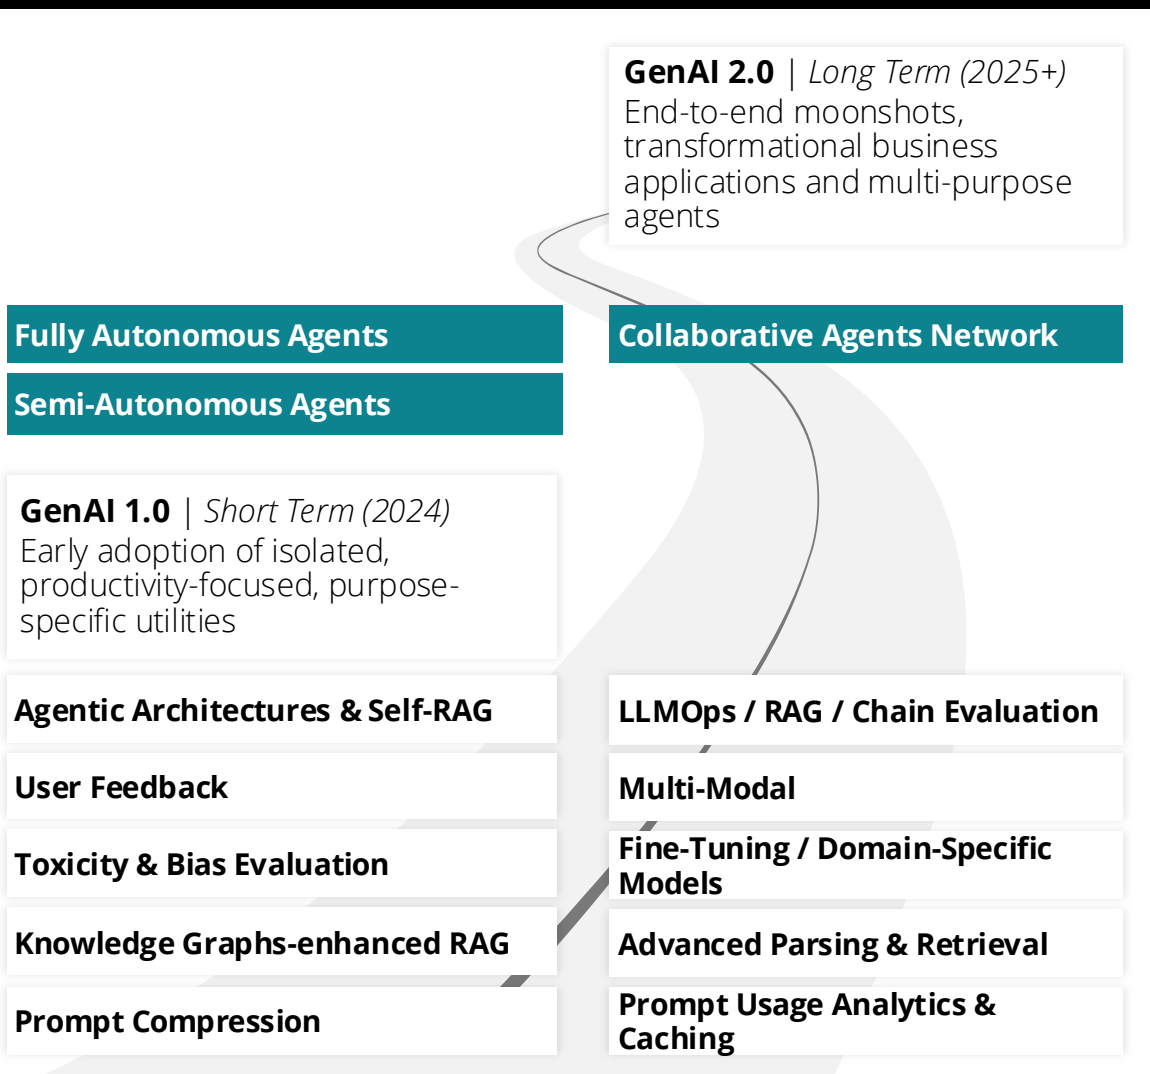 GenAI 2.0 | Long Term (2025+)
End-to-end moonshots,
transformational business
applications and multi-purpose
agents
Fully Autonomous Agents
Collaborative Agents Network
Semi-Autonomous Agents
GenAI 1.0 | Short Term (2024)
Early adoption of isolated,
productivity-focused, purpose-
specific utilities
Agentic Architectures & Self-RAG
LLMOps / RAG / Chain Evaluation
User Feedback
Multi-Modal
Toxicity & Bias Evaluation
Fine-Tuning / Domain-Specific
Models
Knowledge Graphs-enhanced RAG
Advanced Parsing & Retrieval
Prompt Compression
Prompt Usage Analytics &
Caching